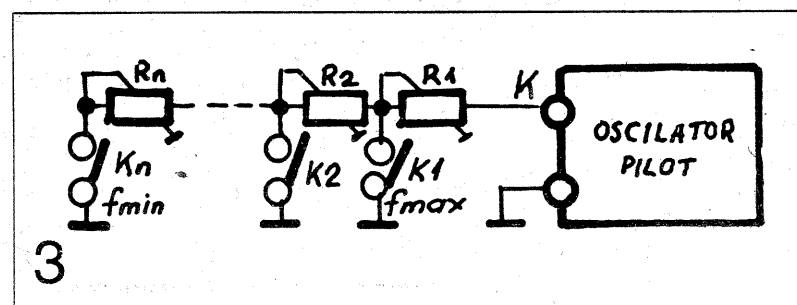 Rn
R2
R1
K
OSCILATOR
PILOT
Kn
K2
K1
fmin
fmax
3